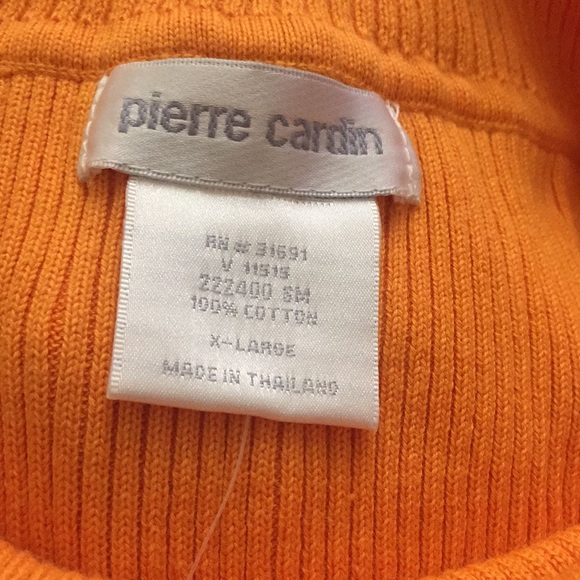 pierre cardin
RN # 31691
V 11515
222400 SM
100% COTTON
X-LARGE
MADE IN THAILAND